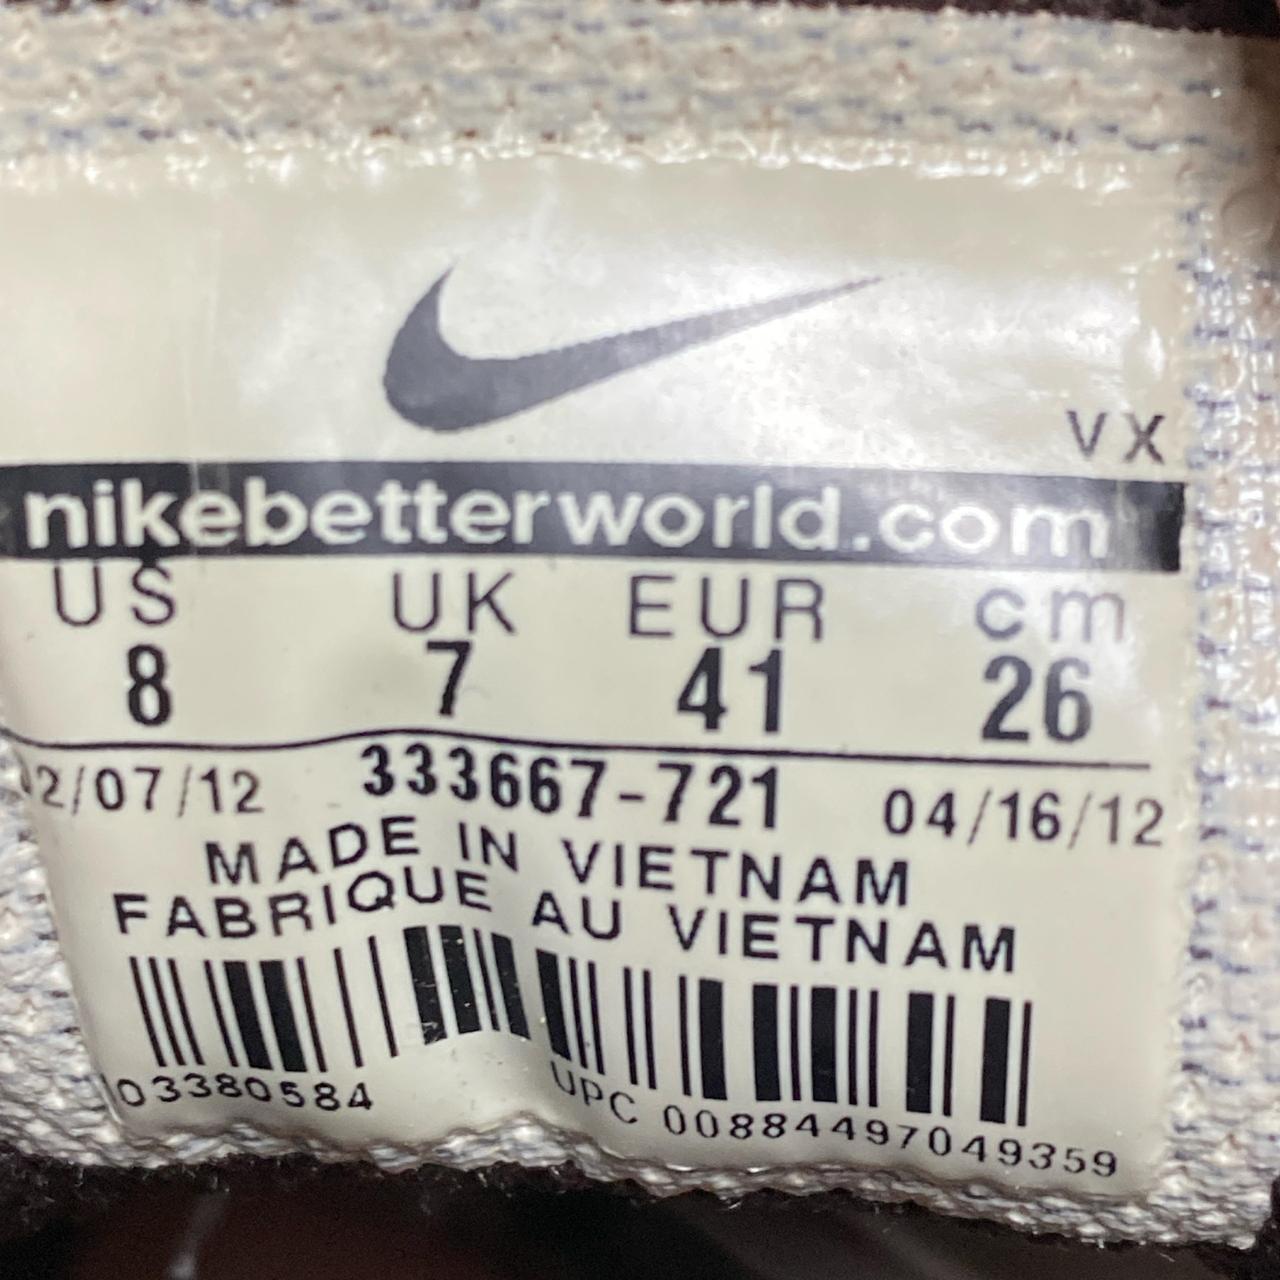 VX
nikebetterworld.com
US UK EUR cm
8 7 41 26
02/07/12 333667-721 04/16/12
MADE IN VIETNAM
FABRIQUE AU VIETNAM
03380584 UPC 00884497049359